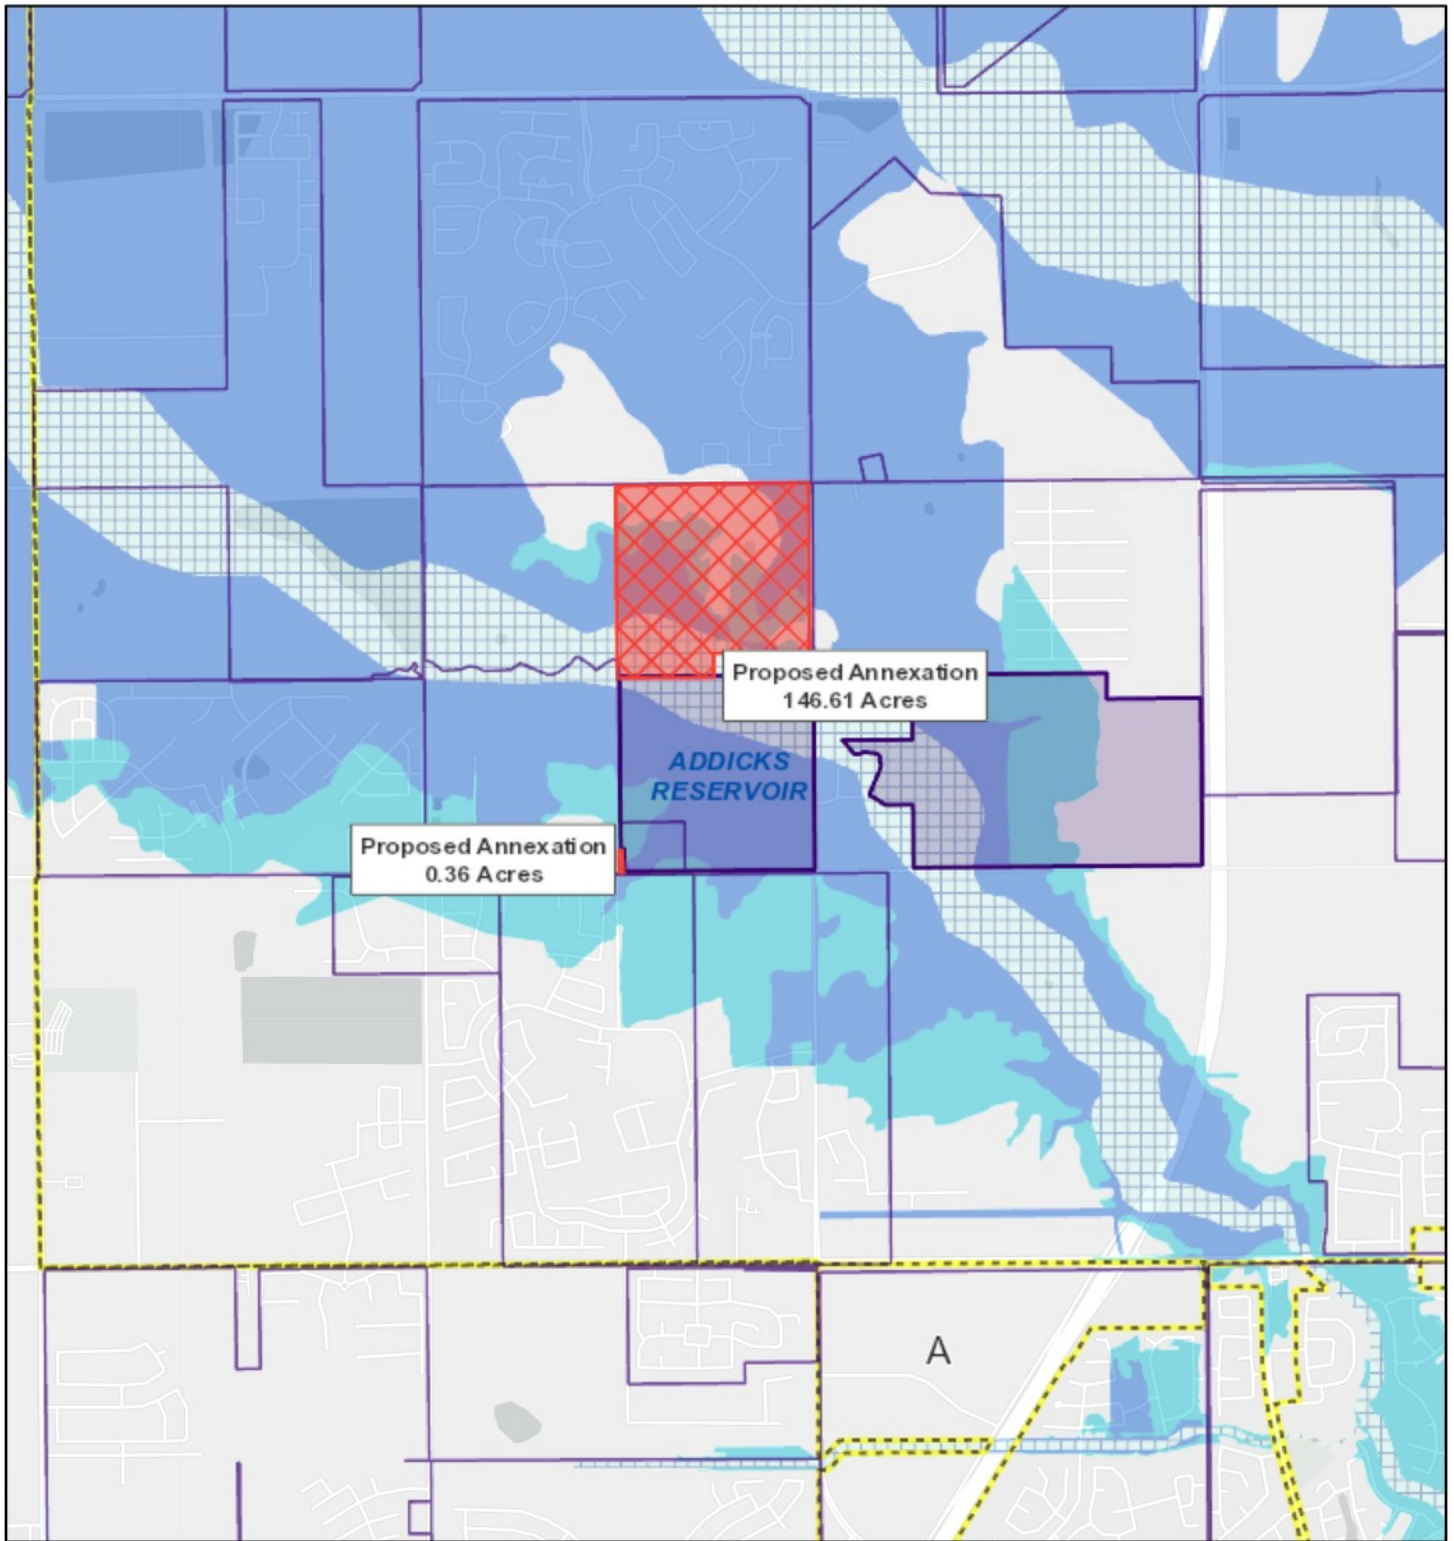 Proposed Annexation
146.61 Acres
ADDICKS
RESERVOIR
Proposed Annexation
0.36 Acres
A